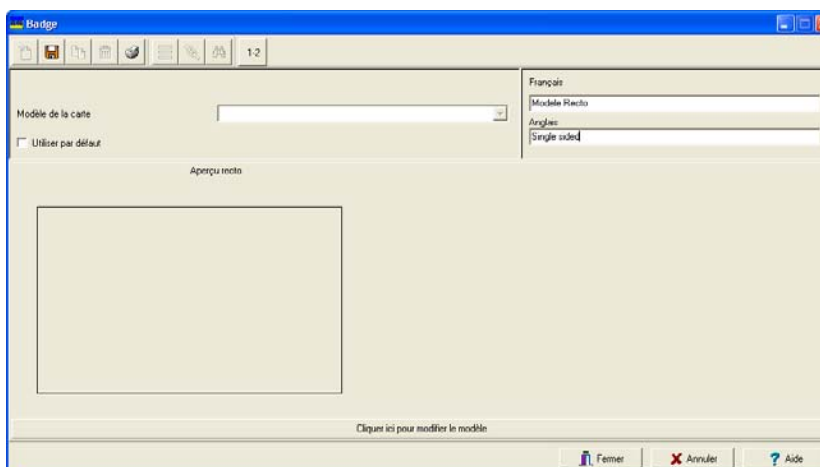 Badge
1-2
Français
Modele Recto
Modèle de la carte
Anglais
Single sided
Utiliser par défaut
Aperçu recto
Cliquer ici pour modifier le modèle
Fermer
Annuler
? Aide